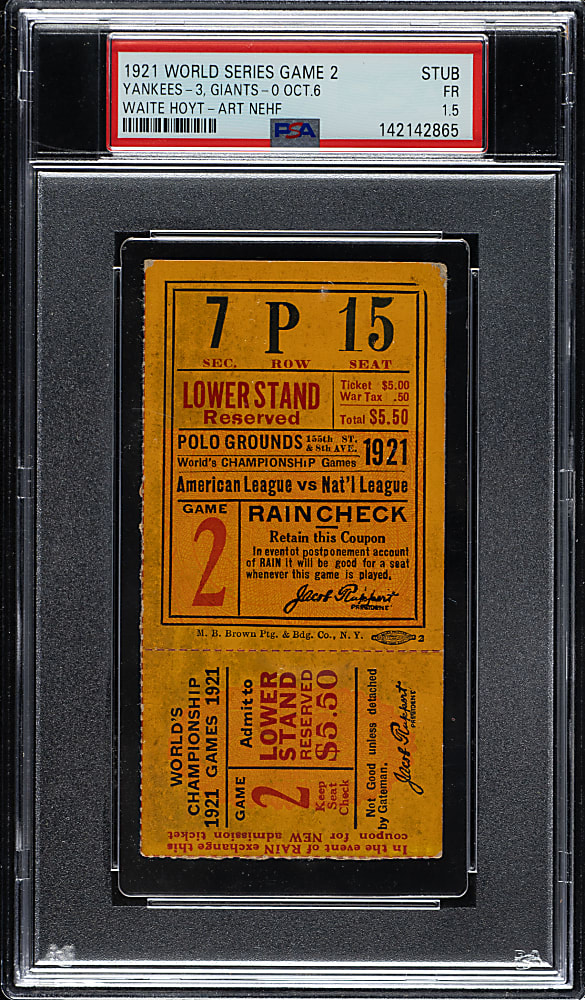 1921 WORLD SERIES GAME 2 STUB
YANKEES-3, GIANTS-0 OCT.6 FR
WAITE HOYT-ART NEHF 1.5
PSA 142142865
7 P 15
SEC. ROW SEAT
LOWER STAND
Reserved
Ticket $5.00
War Tax .50
Total $5.50
POLO GROUNDS 155th ST. & 8th AVE.
World's CHAMPIONSHIP Games 1921
American League vs Nat'l League
GAME
2
RAIN CHECK
Retain this Coupon
In event of postponement account
of RAIN it will be good for a seat
whenever this game is played.
Jacob Ruppert
PRESIDENT
M. B. Brown Ptg. & Bdg. Co., N. Y. 2
WORLD'S
CHAMPIONSHIP
1921 GAMES 1921
Admit to
LOWER
STAND
RESERVED
$5.50
GAME
2
Keep
Seat
Check
Not Good unless detached
by Gateman.
Jacob Ruppert
PRESIDENT
In the event of RAIN exchange this
coupon for NEW admission ticket
PSA